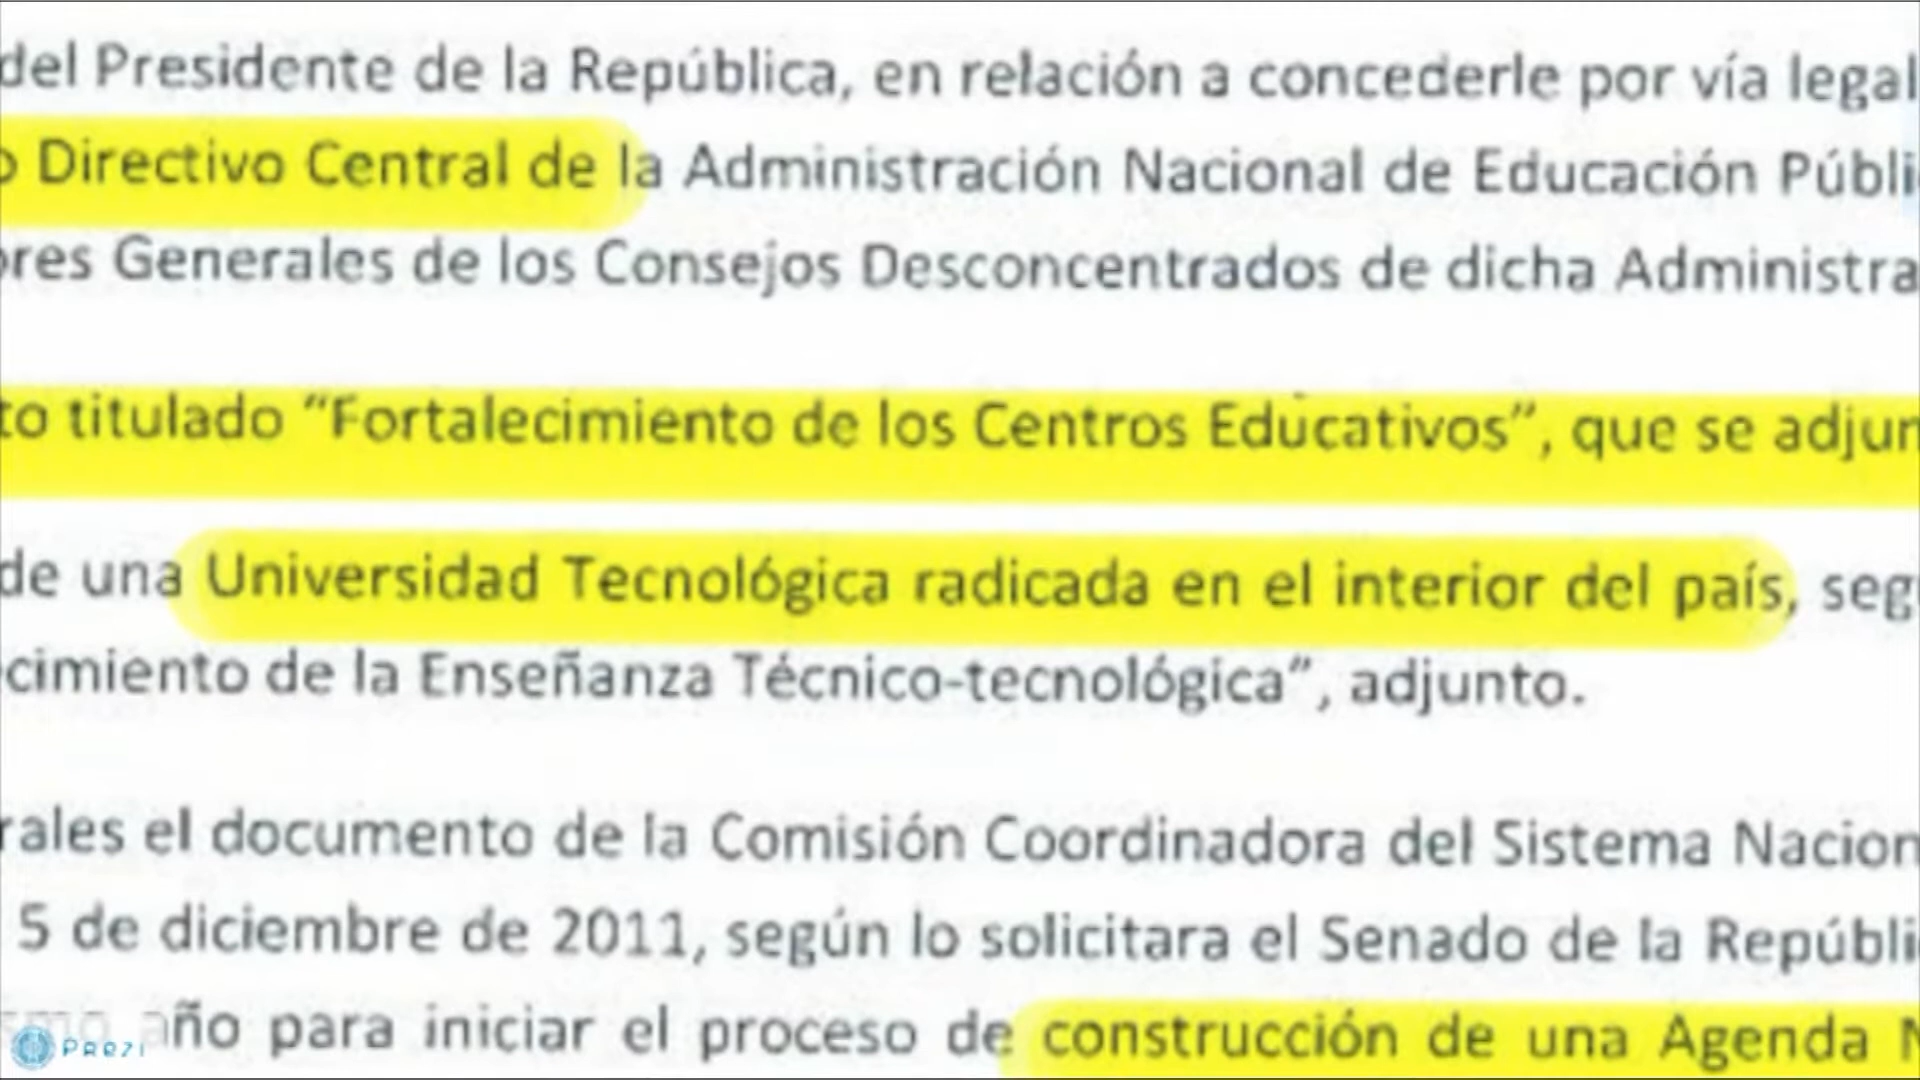 del Presidente de la República, en relación a concederle por vía legal
o Directivo Central de la Administración Nacional de Educación Públi
ores Generales de los Consejos Desconcentrados de dicha Administra
to titulado “Fortalecimiento de los Centros Educativos”, que se adjun
de una Universidad Tecnológica radicada en el interior del país, seg
cimiento de la Enseñanza Técnico-tecnológica”, adjunto.
rales el documento de la Comisión Coordinadora del Sistema Nacion
5 de diciembre de 2011, según lo solicitara el Senado de la Repúbli
smo año para iniciar el proceso de construcción de una Agenda N
Prezi